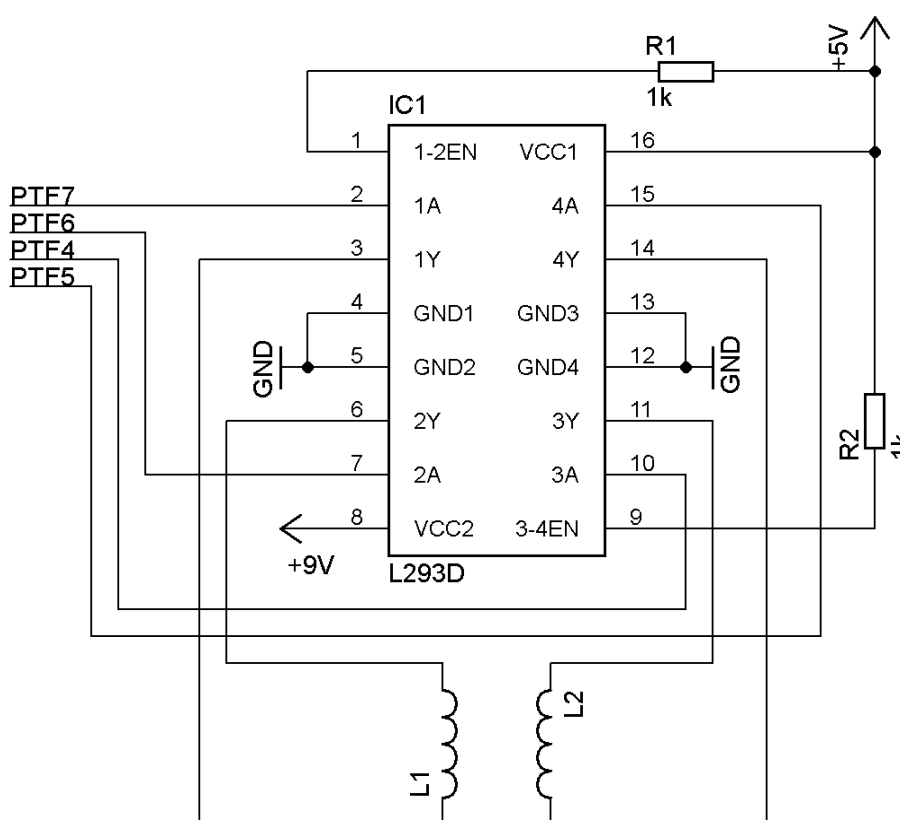 R1
+5V
1k
IC1
1
1-2EN
VCC1
16
PTF7
2
1A
4A
15
PTF6
PTF4
3
1Y
4Y
14
PTF5
4
GND1
GND3
13
GND
5
GND2
GND4
12
GND
6
2Y
3Y
11
R2
1k
7
2A
3A
10
8
VCC2
3-4EN
9
+9V
L293D
L1
L2